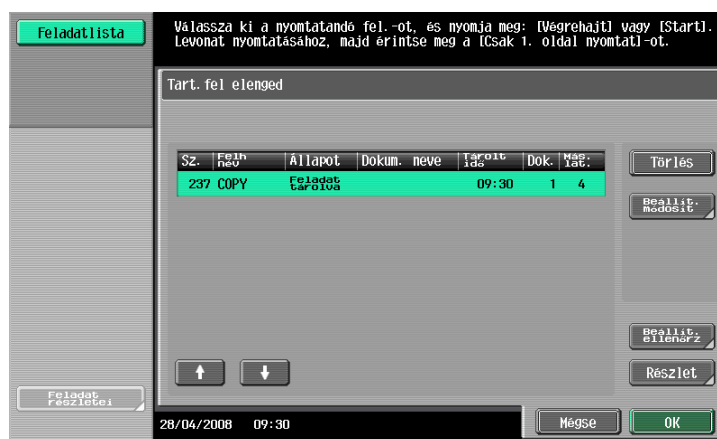 Feladatlista
Válassza ki a nyomtatandó fel.-ot, és nyomja meg: [Végrehajt] vagy [Start].
Levonat nyomtatásához, majd érintse meg a [Csak 1. oldal nyomtat]-ot.
Tart. fel elenged
Sz. Felh név Állapot Dokum. neve Tárolt idő Dok. Más. lat.
237 COPY Feladat tárolva 09:30 1 4
Törlés
Beállít. módosít
Beállít. ellenőrz
Részlet
Feladat részletei
28/04/2008 09:30
Mégse
OK